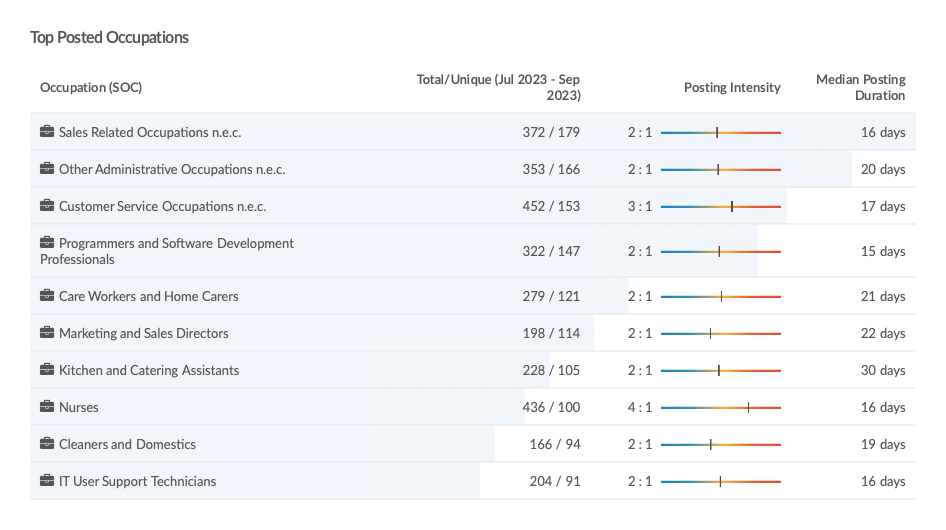 Top Posted Occupations
Occupation (SOC) Total/Unique (Jul 2023 - Sep 2023) Posting Intensity Median Posting Duration
Sales Related Occupations n.e.c. 372 / 179 2 : 1 16 days
Other Administrative Occupations n.e.c. 353 / 166 2 : 1 20 days
Customer Service Occupations n.e.c. 452 / 153 3 : 1 17 days
Programmers and Software Development Professionals 322 / 147 2 : 1 15 days
Care Workers and Home Carers 279 / 121 2 : 1 21 days
Marketing and Sales Directors 198 / 114 2 : 1 22 days
Kitchen and Catering Assistants 228 / 105 2 : 1 30 days
Nurses 436 / 100 4 : 1 16 days
Cleaners and Domestics 166 / 94 2 : 1 19 days
IT User Support Technicians 204 / 91 2 : 1 16 days